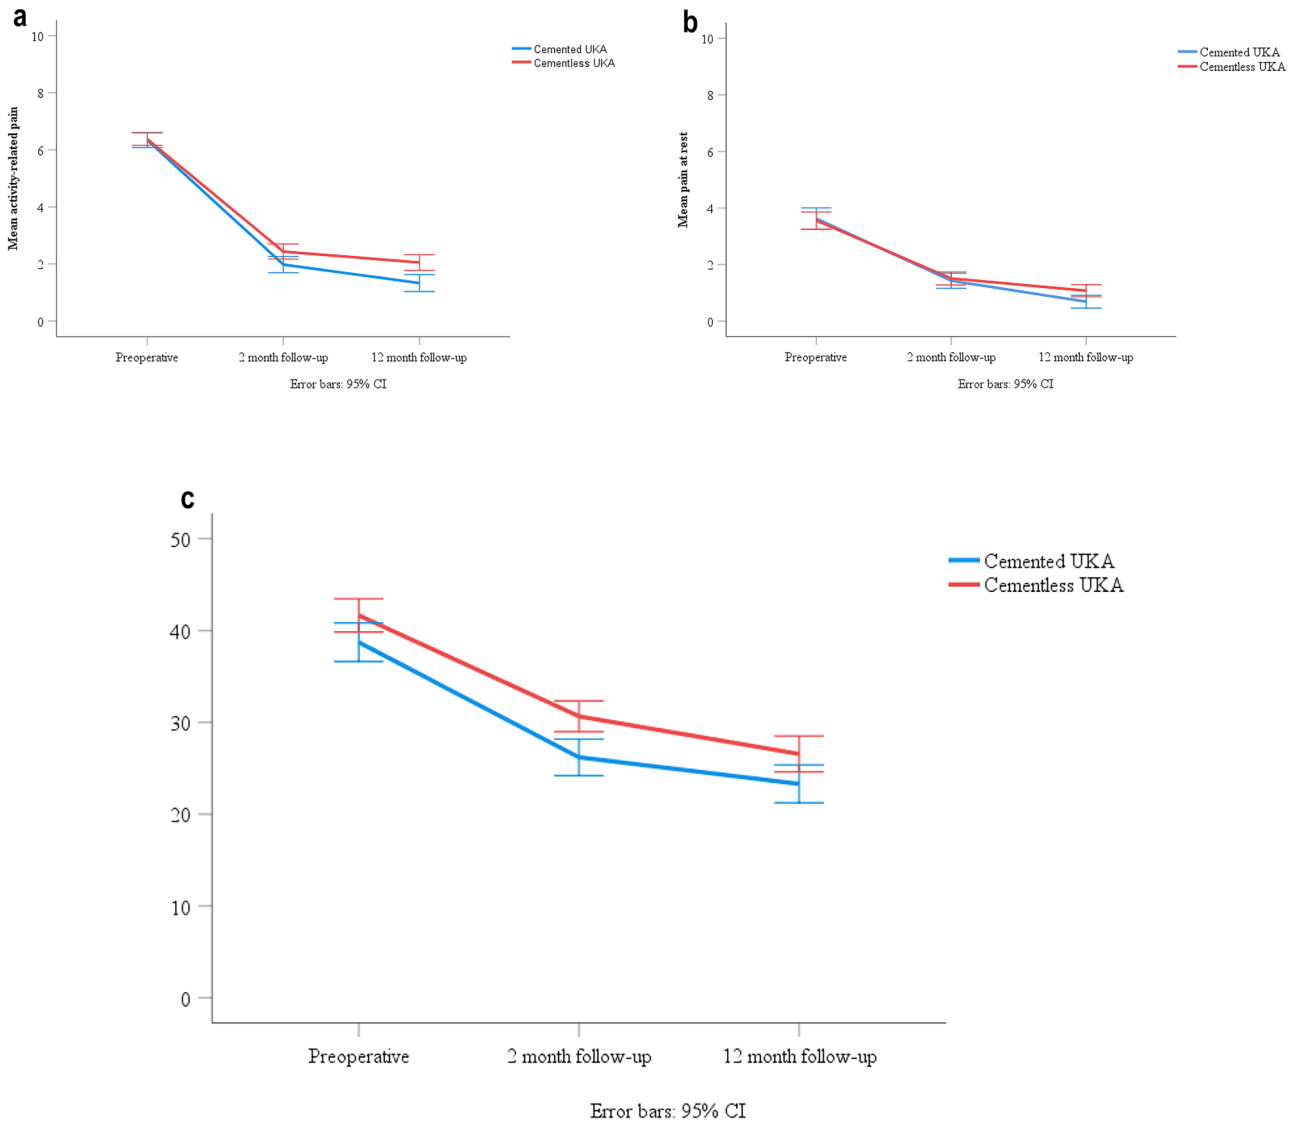 a
10
8
6
4
2
0
Mean activity-related pain
Cemented UKA
Cementless UKA
Preoperative
2 month follow-up
12 month follow-up
Error bars: 95% CI
b
10
8
6
4
2
0
Mean pain at rest
Cemented UKA
Cementless UKA
Preoperative
2 month follow-up
12 month follow-up
Error bars: 95% CI
c
50
40
30
20
10
0
Cemented UKA
Cementless UKA
Preoperative
2 month follow-up
12 month follow-up
Error bars: 95% CI